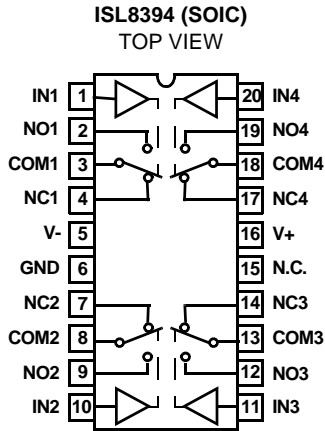 ISL8394 (SOIC)
TOP VIEW
IN1 1 20 IN4
NO1 2 19 NO4
COM1 3 18 COM4
NC1 4 17 NC4
V- 5 16 V+
GND 6 15 N.C.
NC2 7 14 NC3
COM2 8 13 COM3
NO2 9 12 NO3
IN2 10 11 IN3